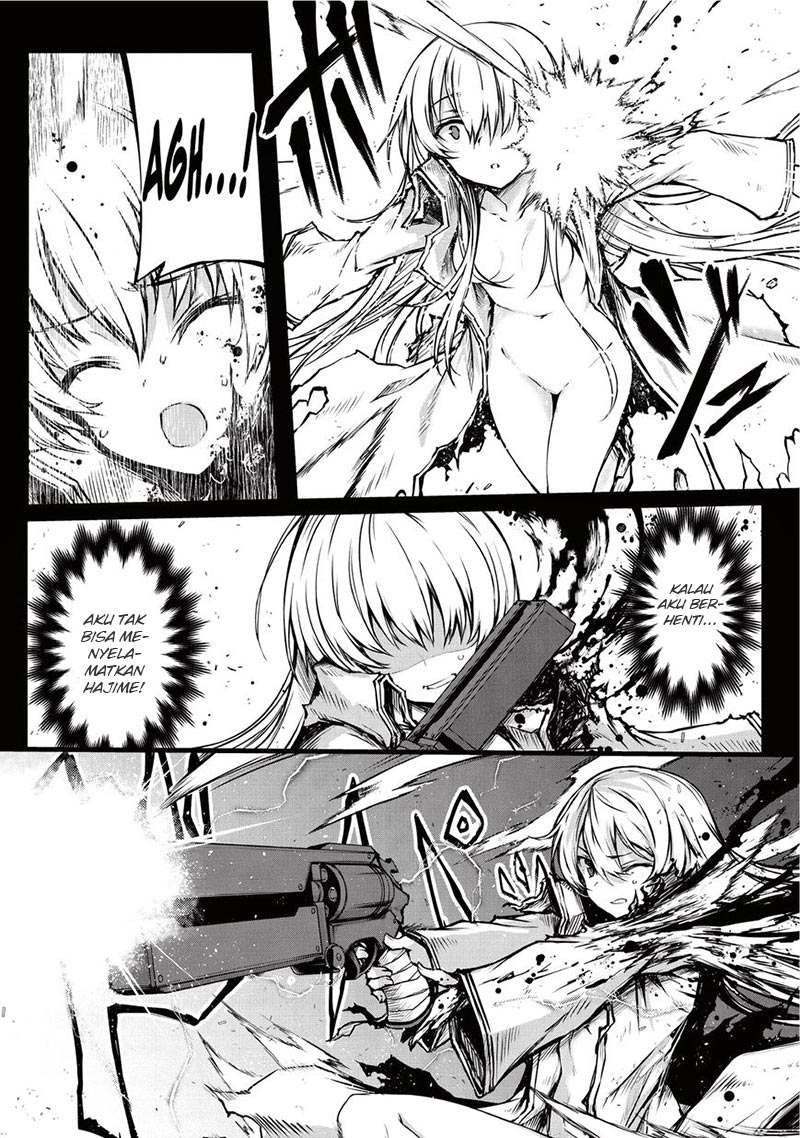 AGH....!
KALAU
AKU BER-
HENTI...
AKU TAK
BISA ME-
NYELA-
MATKAN
HAJIME!